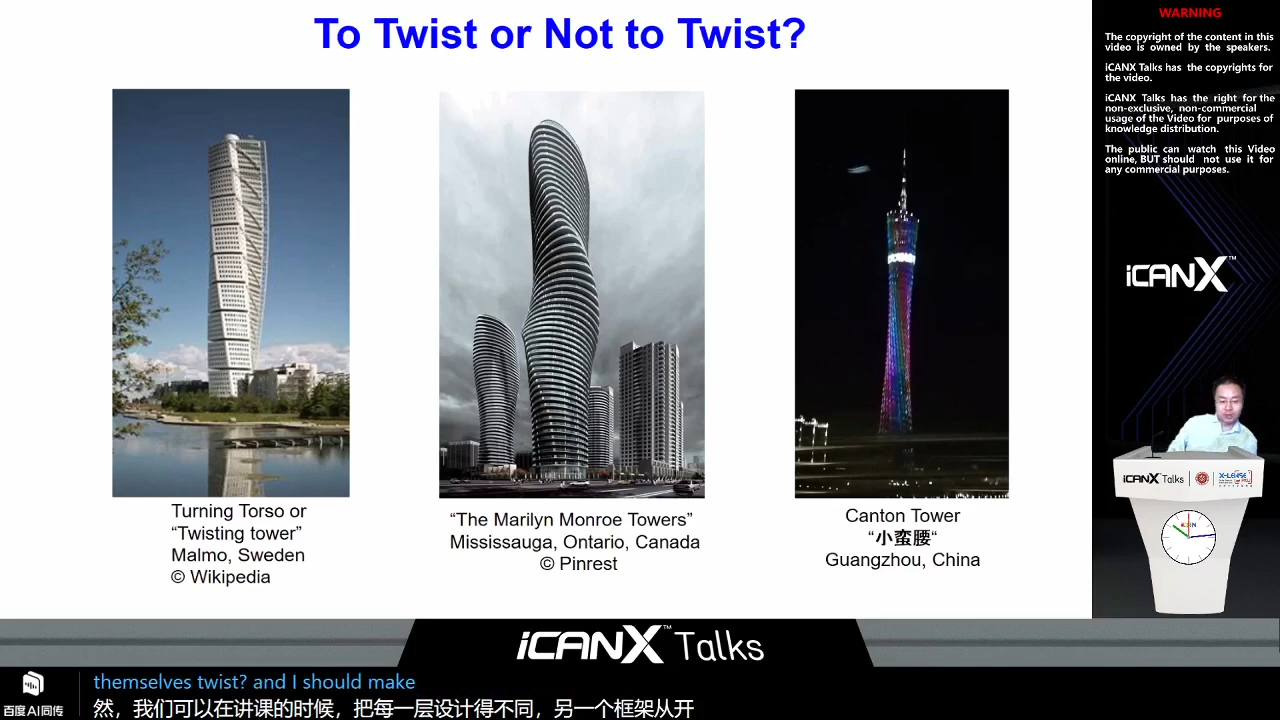 To Twist or Not to Twist?
Turning Torso or
“Twisting tower”
Malmo, Sweden
© Wikipedia
“The Marilyn Monroe Towers”
Mississauga, Ontario, Canada
© Pinrest
Canton Tower
“小蛮腰“
Guangzhou, China
WARNING
The copyright of the content in this
video is owned by the speakers.
iCANX Talks has the copyrights for
the video.
iCANX Talks has the right for the
non-exclusive, non-commercial
usage of the Video for purposes of
knowledge distribution.
The public can watch this Video
online, BUT should not use it for
any commercial purposes.
iCANX™
iCANX Talks
iCANX™ Talks
百度AI同传
themselves twist? and I should make
然，我们可以在讲课的时候，把每一层设计得不同，另一个框架从开